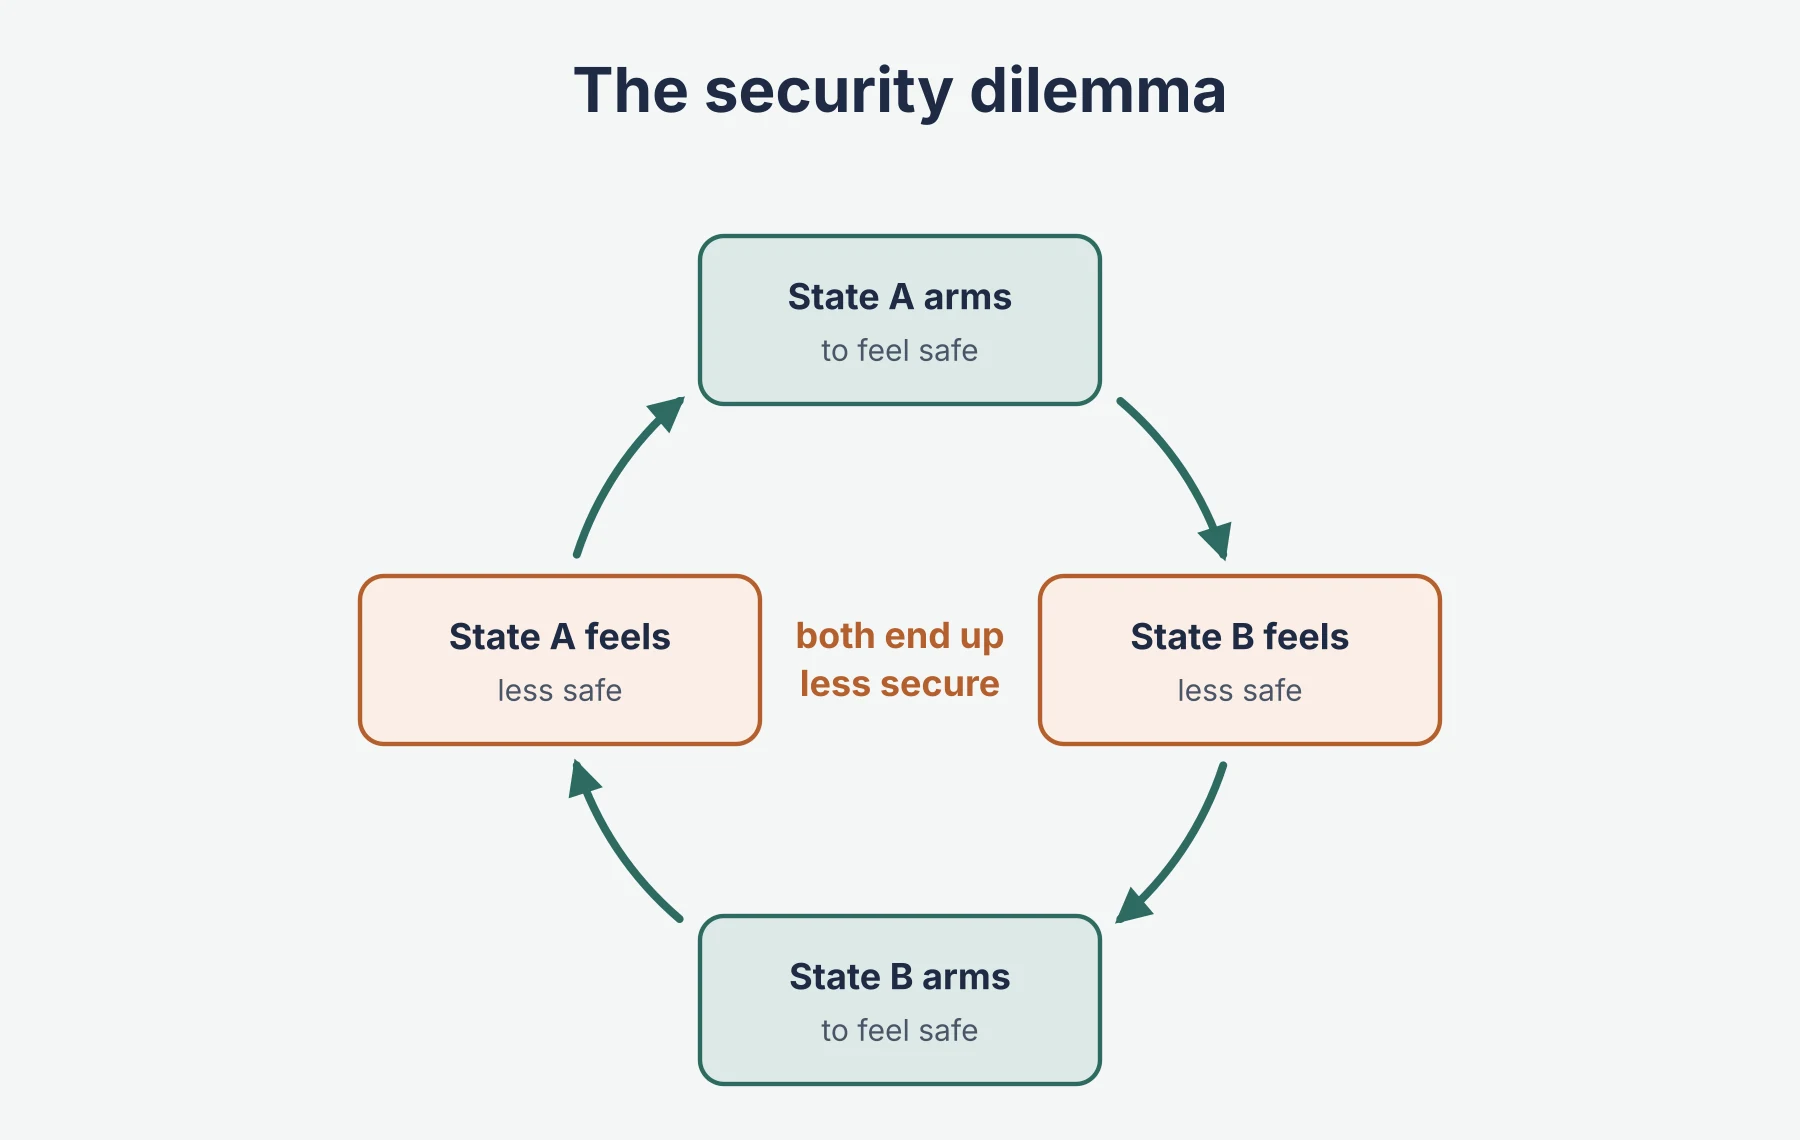 The security dilemma
State A arms
to feel safe
State A feels
less safe
both end up
less secure
State B feels
less safe
State B arms
to feel safe